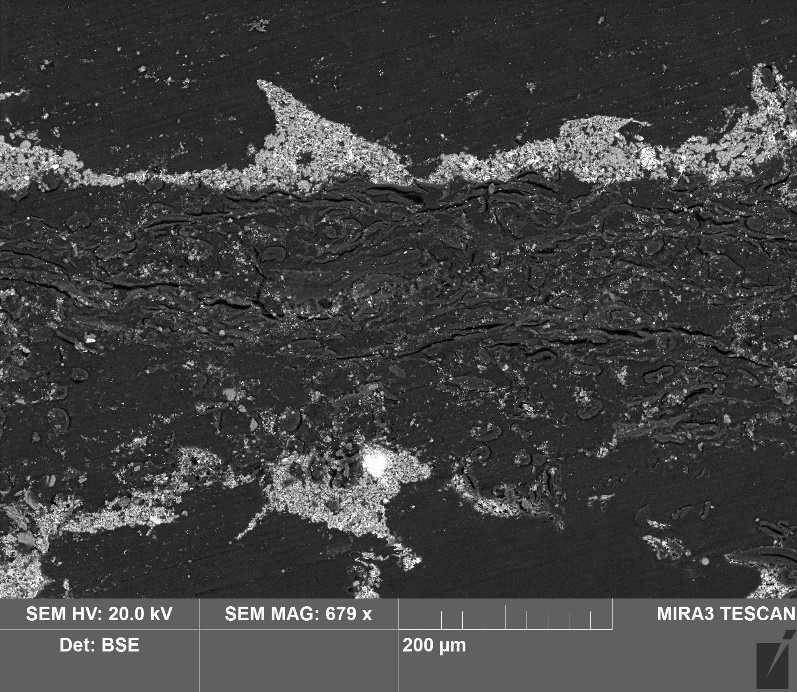 SEM HV: 20.0 kV
SEM MAG: 679 x
MIRA3 TESCAN
Det: BSE
200 µm